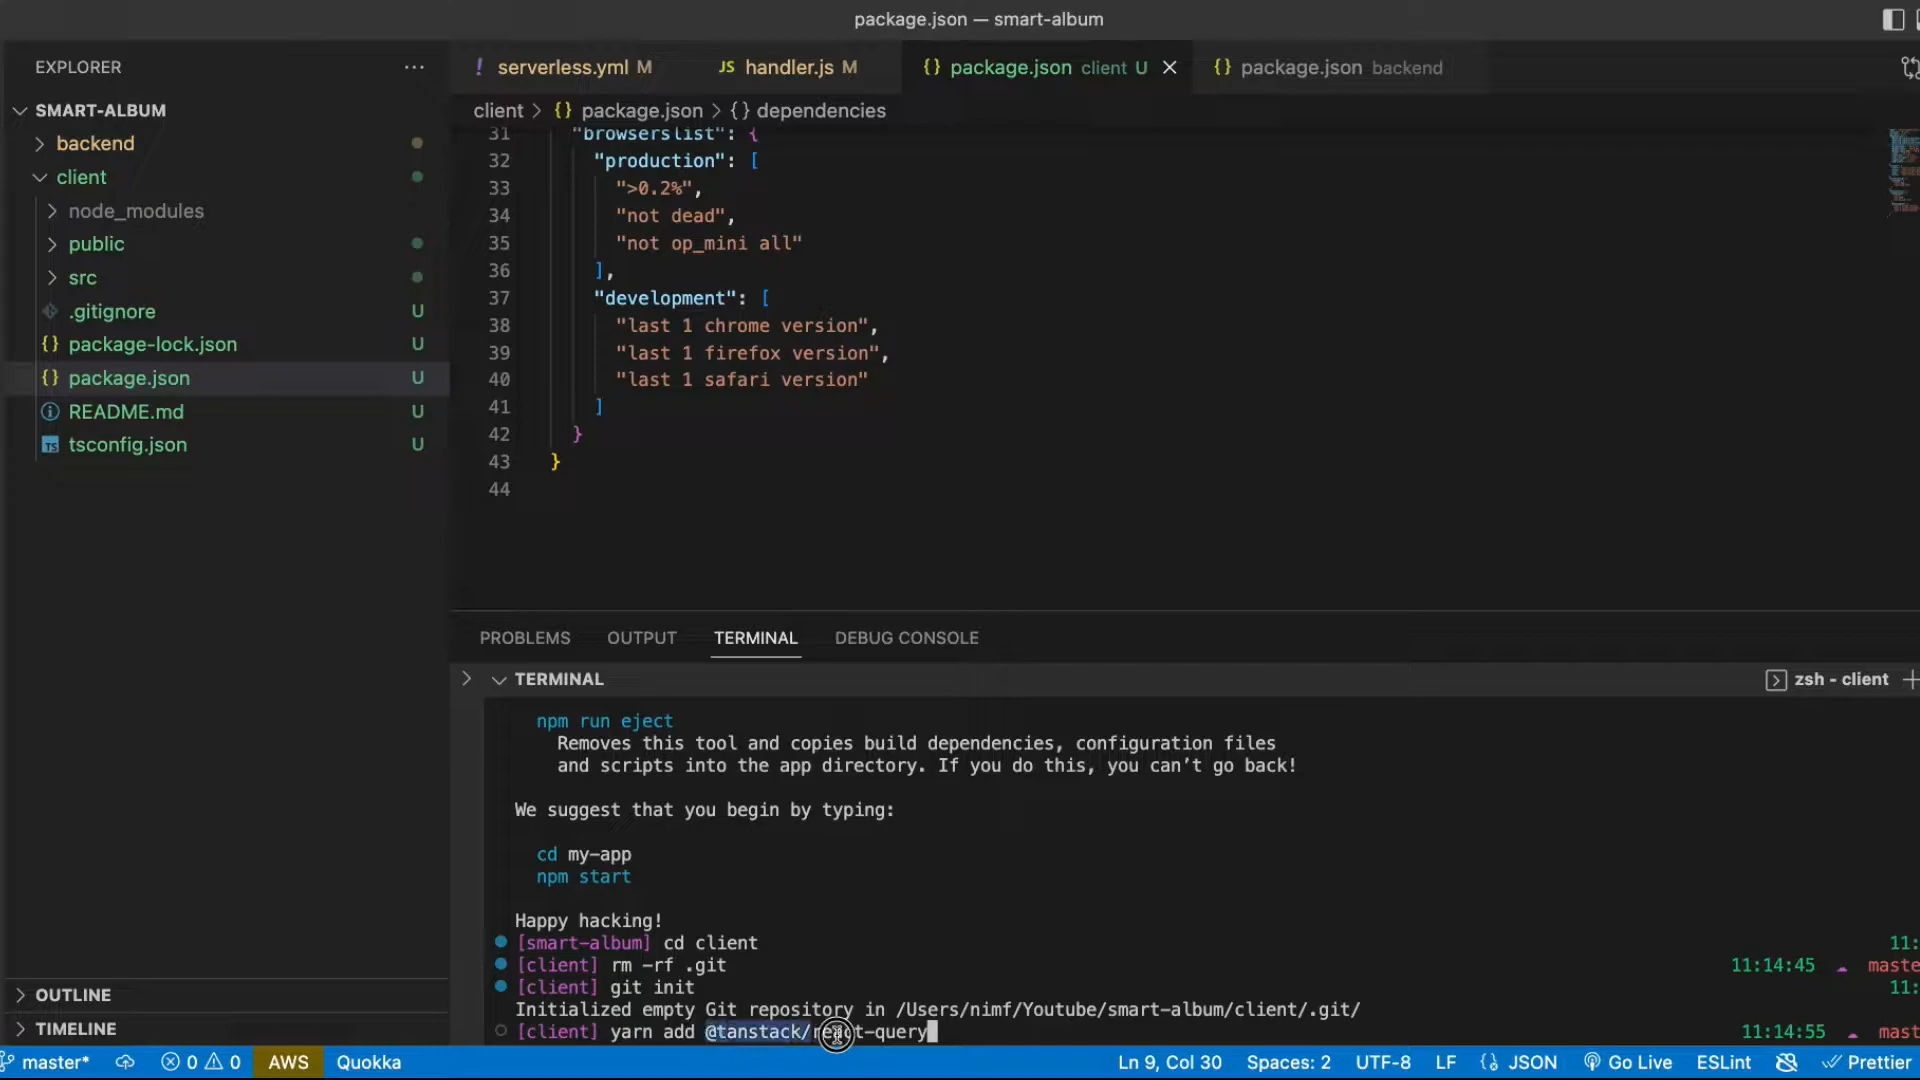 package.json — smart-album
EXPLORER
serverless.yml M
JS handler.js M
{} package.json client U
{} package.json backend
SMART-ALBUM
client > {} package.json > {} dependencies
backend
client
node_modules
public
src
.gitignore U
{} package-lock.json U
{} package.json U
README.md U
TS tsconfig.json U
31 "browserslist": {
32 "production": [
33 ">0.2%",
34 "not dead",
35 "not op_mini all"
36 ],
37 "development": [
38 "last 1 chrome version",
39 "last 1 firefox version",
40 "last 1 safari version"
41 ]
42 }
43 }
44
PROBLEMS OUTPUT TERMINAL DEBUG CONSOLE
TERMINAL
zsh - client
npm run eject
Removes this tool and copies build dependencies, configuration files
and scripts into the app directory. If you do this, you can’t go back!
We suggest that you begin by typing:
cd my-app
npm start
Happy hacking!
[smart-album] cd client 11:
[client] rm -rf .git 11:14:45 maste
[client] git init 11:
Initialized empty Git repository in /Users/nimf/Youtube/smart-album/client/.git/
[client] yarn add @tanstack/react-query 11:14:55 mast
OUTLINE
TIMELINE
master* 0 0 AWS Quokka Ln 9, Col 30 Spaces: 2 UTF-8 LF {} JSON Go Live ESLint Prettier